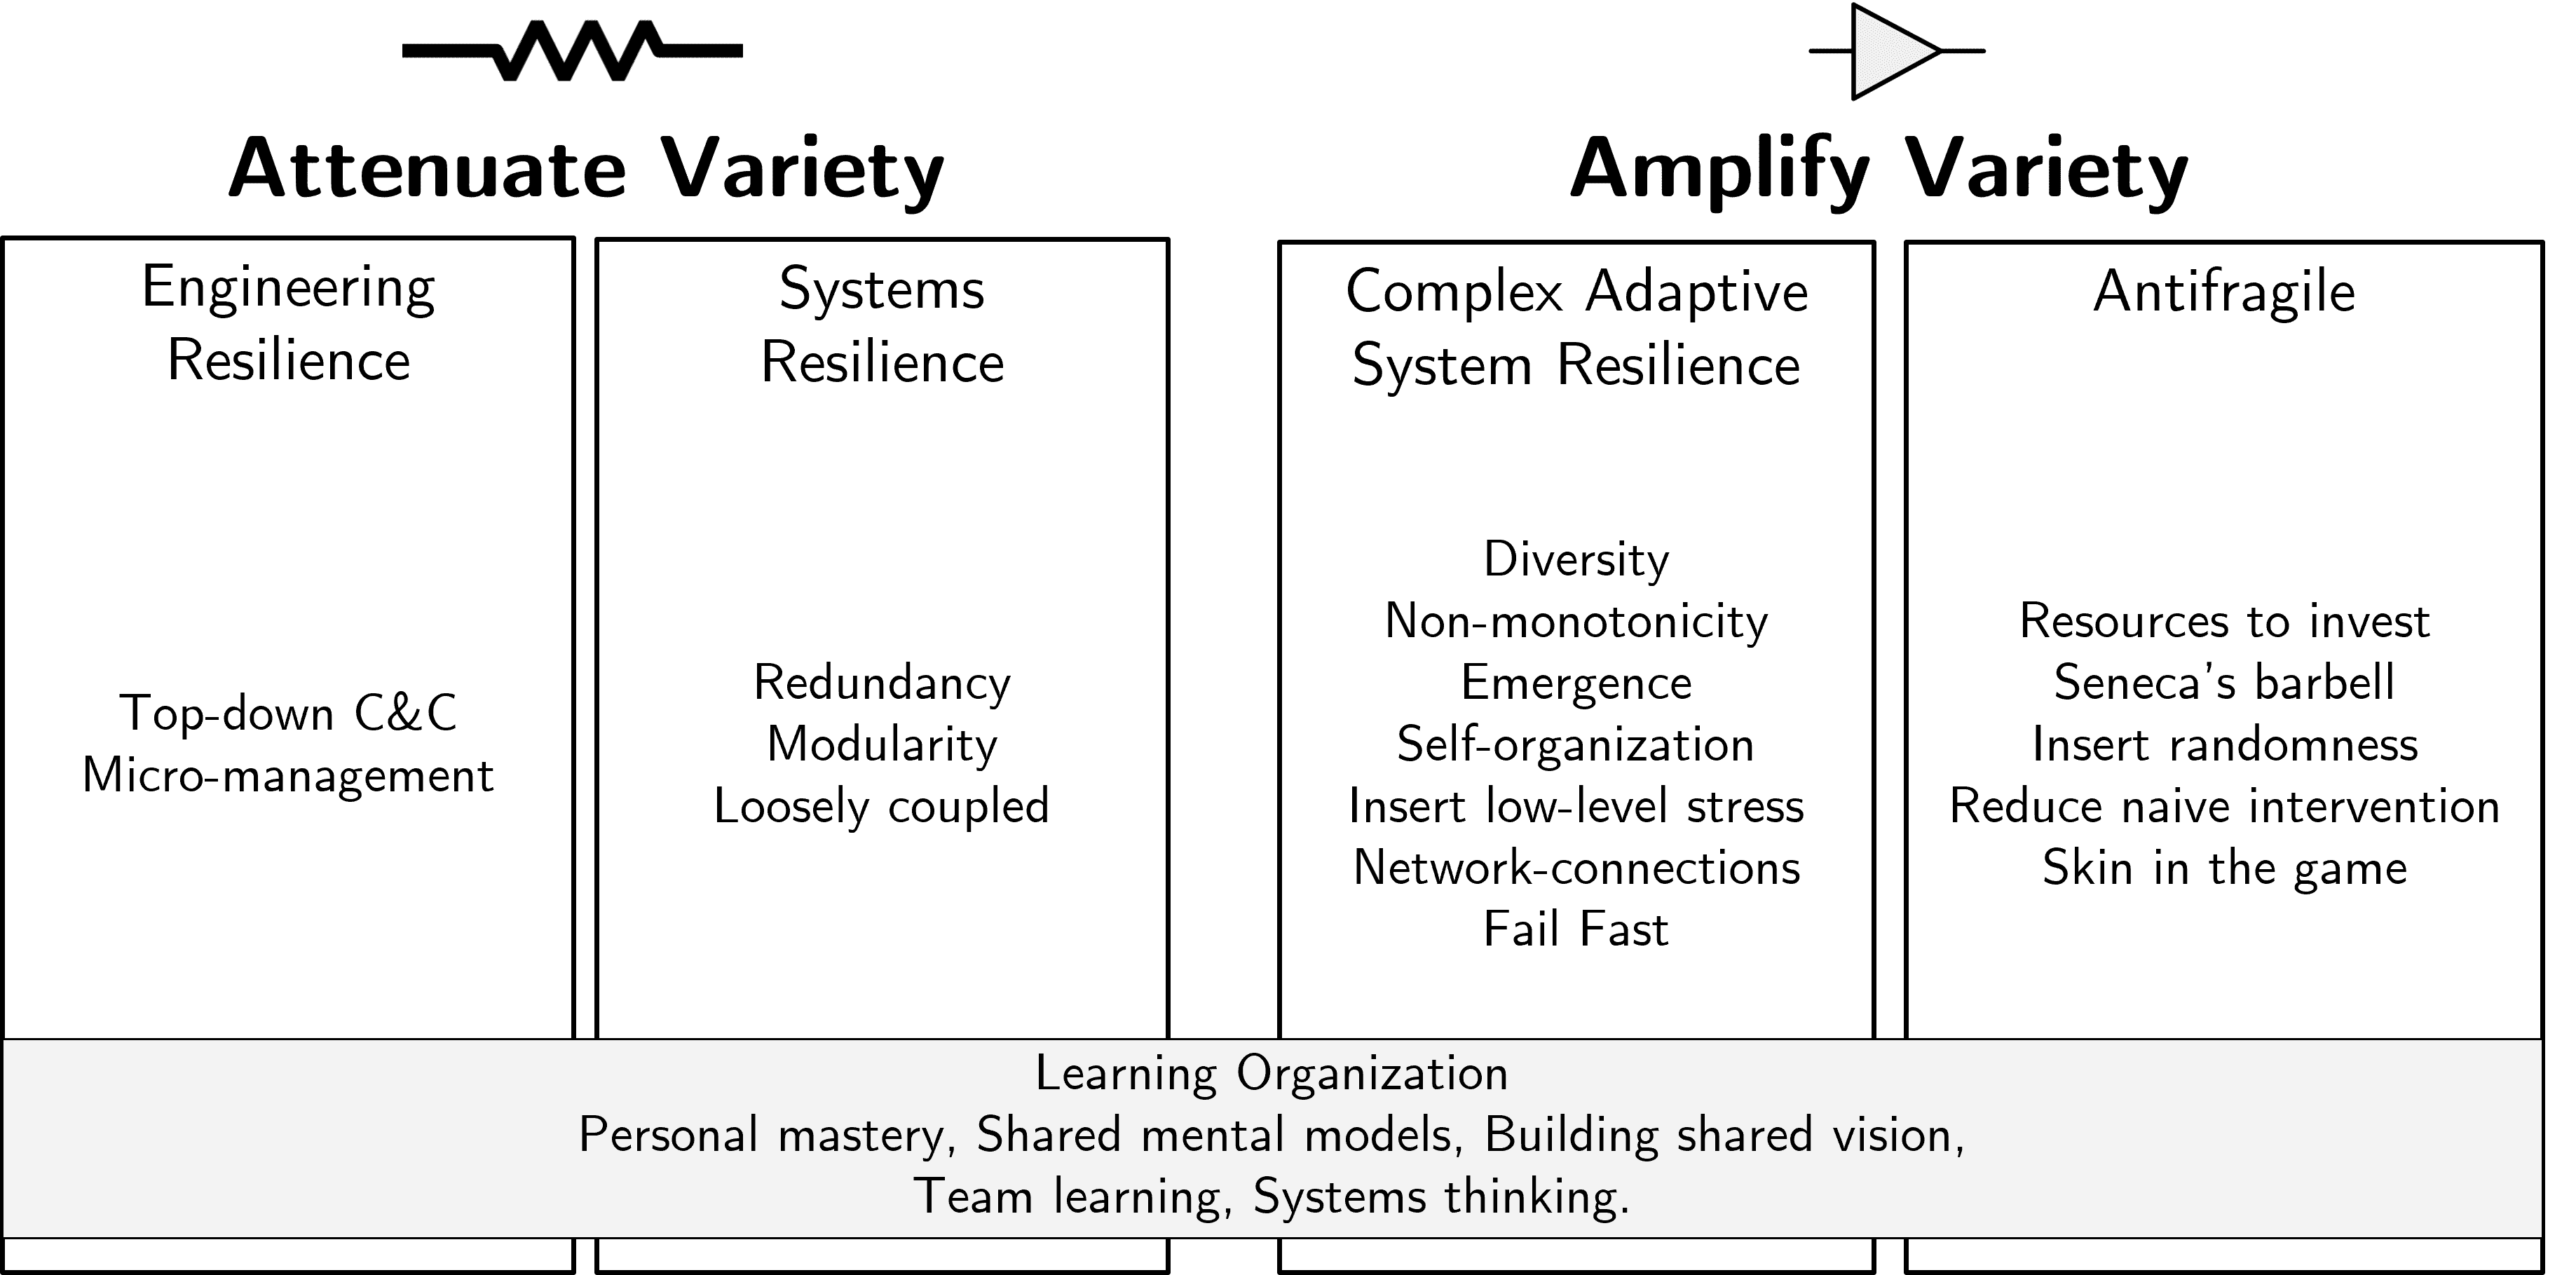 Attenuate Variety
Amplify Variety
Engineering
Resilience
Top-down C&C
Micro-management
Systems
Resilience
Redundancy
Modularity
Loosely coupled
Complex Adaptive
System Resilience
Diversity
Non-monotonicity
Emergence
Self-organization
Insert low-level stress
Network-connections
Fail Fast
Antifragile
Resources to invest
Seneca's barbell
Insert randomness
Reduce naive intervention
Skin in the game
Learning Organization
Personal mastery, Shared mental models, Building shared vision,
Team learning, Systems thinking.